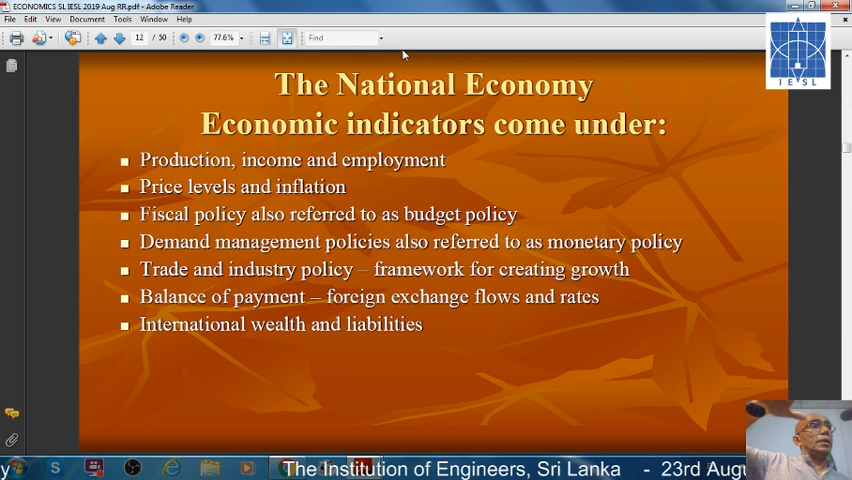 ECONOMICS SL IESL 2019 Aug RR.pdf - Adobe Reader
File Edit View Document Tools Window Help
12 / 50 77.6% Find
IESL
The National Economy
Economic indicators come under:
Production, income and employment
Price levels and inflation
Fiscal policy also referred to as budget policy
Demand management policies also referred to as monetary policy
Trade and industry policy – framework for creating growth
Balance of payment – foreign exchange flows and rates
International wealth and liabilities
y The Institution of Engineers, Sri Lanka - 23rd Augu